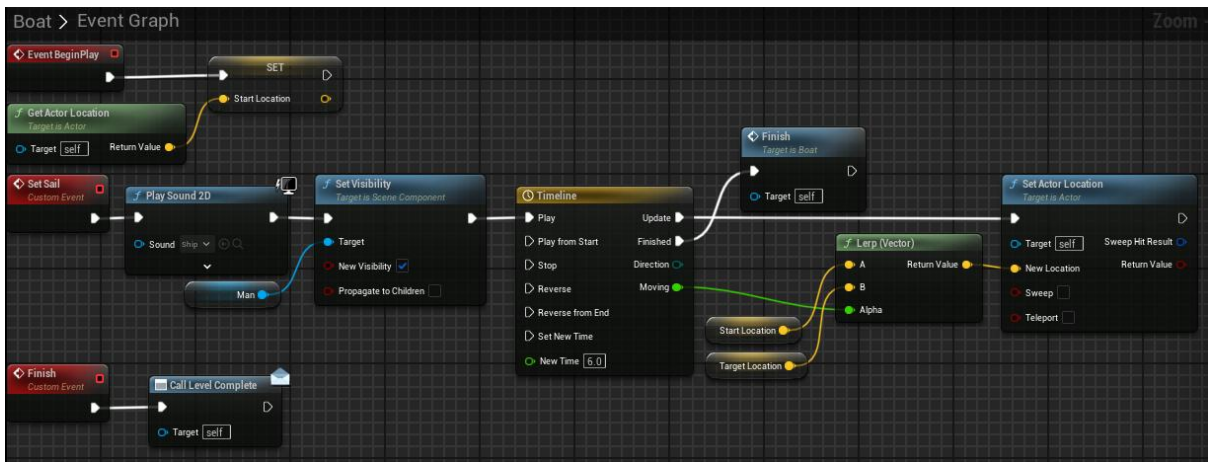 Boat > Event Graph
Zoom -
Event BeginPlay
SET
Start Location
Get Actor Location
Target is Actor
Target self Return Value
Finish
Target is Boat
Target self
Set Sail
Custom Event
Play Sound 2D
Sound Ship
Man
Set Visibility
Target is Scene Component
Target
New Visibility
Propagate to Children
Timeline
Play Update
Play from Start Finished
Stop Direction
Reverse Moving
Reverse from End
Set New Time
New Time 6.0
Start Location
Target Location
Lerp (Vector)
A Return Value
B
Alpha
Set Actor Location
Target is Actor
Target self Sweep Hit Result
New Location Return Value
Sweep
Teleport
Finish
Custom Event
Call Level Complete
Target self